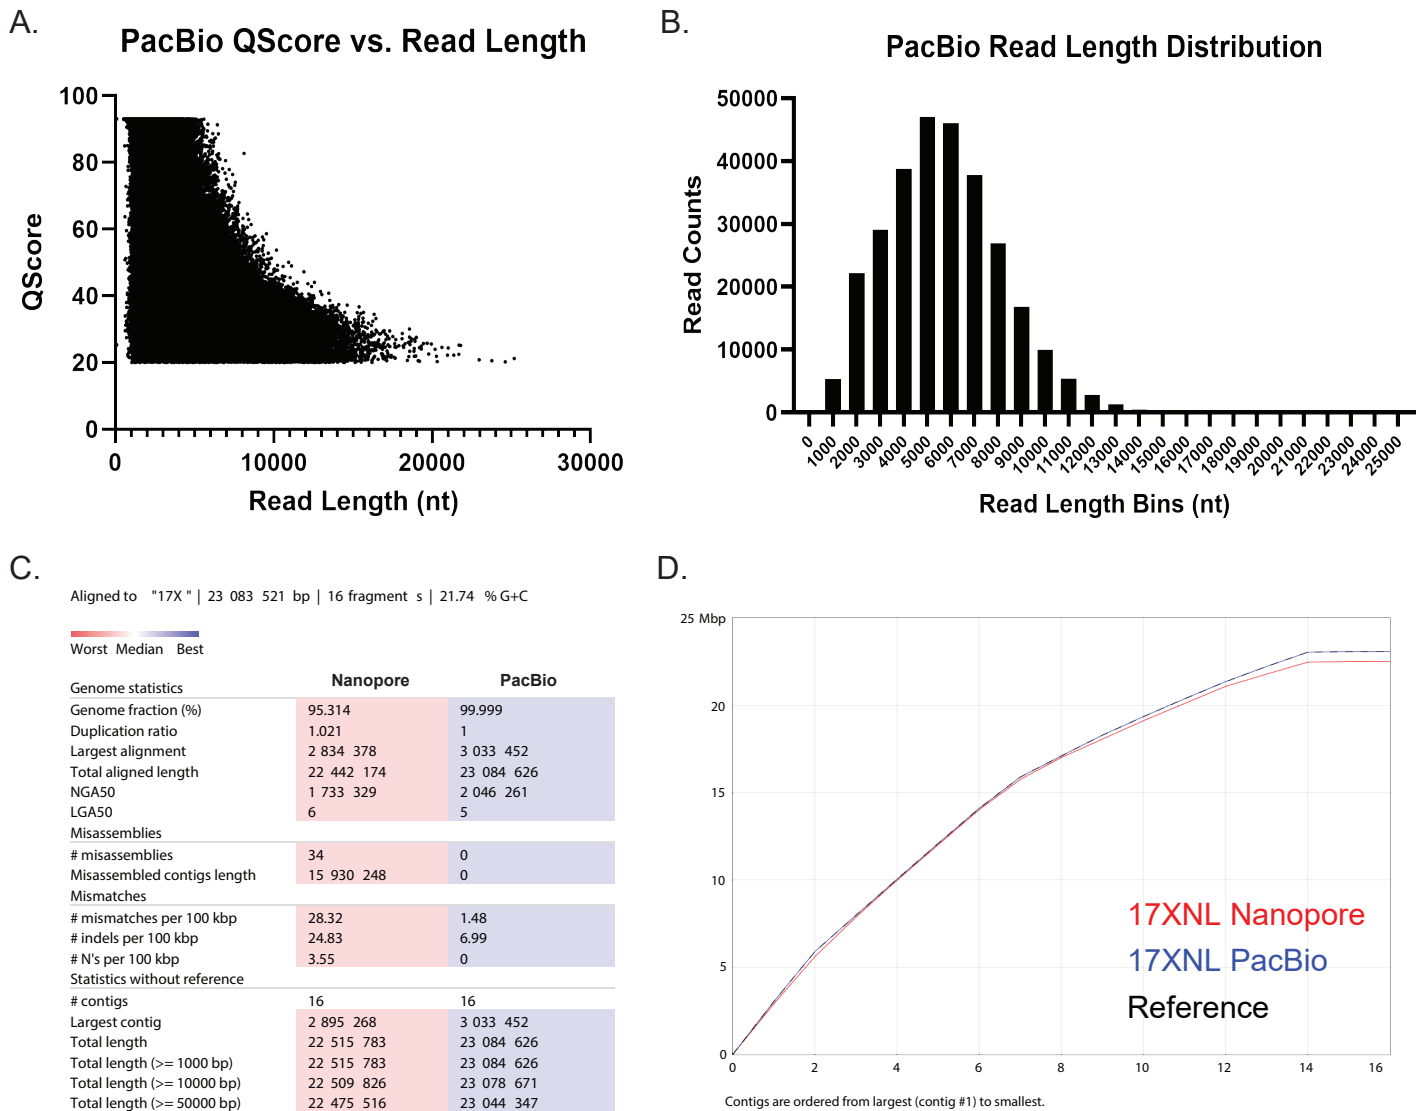 A.
PacBio QScore vs. Read Length
100
80
60
40
20
0
QScore
0 10000 20000 30000
Read Length (nt)
B.
PacBio Read Length Distribution
50000
40000
30000
20000
10000
0
Read Counts
0 1000 2000 3000 4000 5000 6000 7000 8000 9000 10000 11000 12000 13000 14000 15000 16000 17000 18000 19000 20000 21000 22000 23000 24000 25000
Read Length Bins (nt)
C.
Aligned to "17X " | 23 083 521 bp | 16 fragment s | 21.74 % G+C
Worst Median Best
Genome statistics Nanopore PacBio
Genome fraction (%) 95.314 99.999
Duplication ratio 1.021 1
Largest alignment 2 834 378 3 033 452
Total aligned length 22 442 174 23 084 626
NGA50 1 733 329 2 046 261
LGA50 6 5
Misassemblies
# misassemblies 34 0
Misassembled contigs length 15 930 248 0
Mismatches
# mismatches per 100 kbp 28.32 1.48
# indels per 100 kbp 24.83 6.99
# N's per 100 kbp 3.55 0
Statistics without reference
# contigs 16 16
Largest contig 2 895 268 3 033 452
Total length 22 515 783 23 084 626
Total length (>= 1000 bp) 22 515 783 23 084 626
Total length (>= 10000 bp) 22 509 826 23 078 671
Total length (>= 50000 bp) 22 475 516 23 044 347
D.
25 Mbp
20
15
10
5
0
17XNL Nanopore
17XNL PacBio
Reference
0 2 4 6 8 10 12 14 16
Contigs are ordered from largest (contig #1) to smallest.